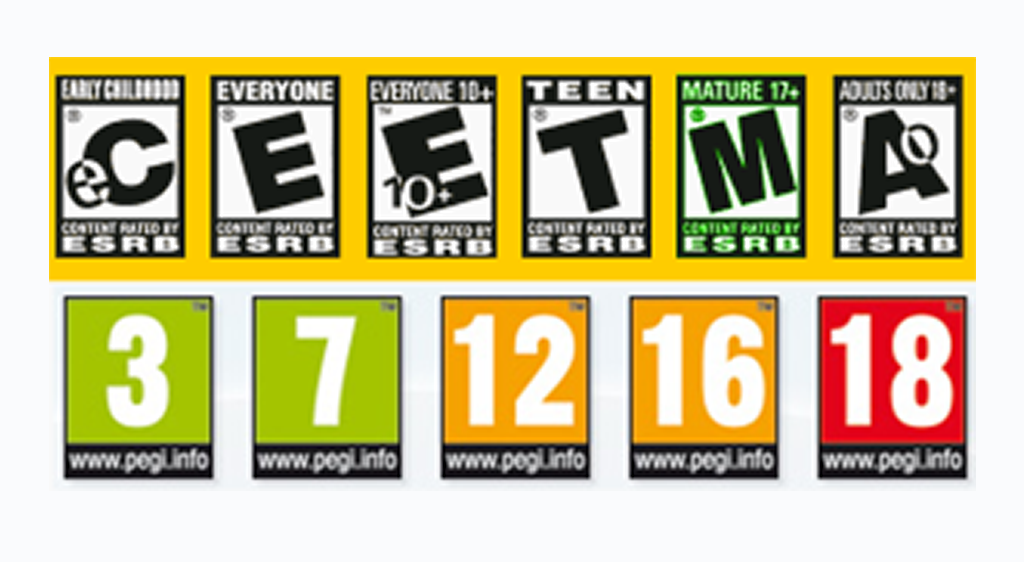 EARLY CHILDHOOD
®
eC
CONTENT RATED BY
ESRB
EVERYONE
®
E
CONTENT RATED BY
ESRB
EVERYONE 10+
™
E
10+
CONTENT RATED BY
ESRB
TEEN
®
T
CONTENT RATED BY
ESRB
MATURE 17+
®
M
CONTENT RATED BY
ESRB
ADULTS ONLY 18+
®
Ao
CONTENT RATED BY
ESRB
™
3
www.pegi.info
™
7
www.pegi.info
™
12
www.pegi.info
™
16
www.pegi.info
™
18
www.pegi.info